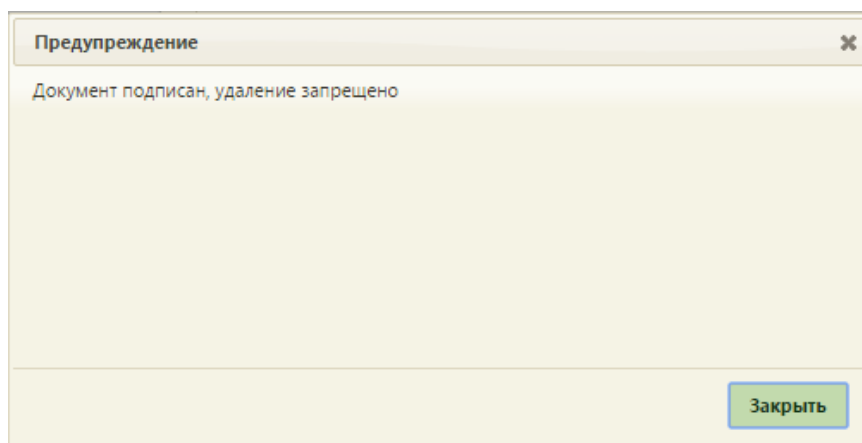 Предупреждение
Документ подписан, удаление запрещено
Закрыть